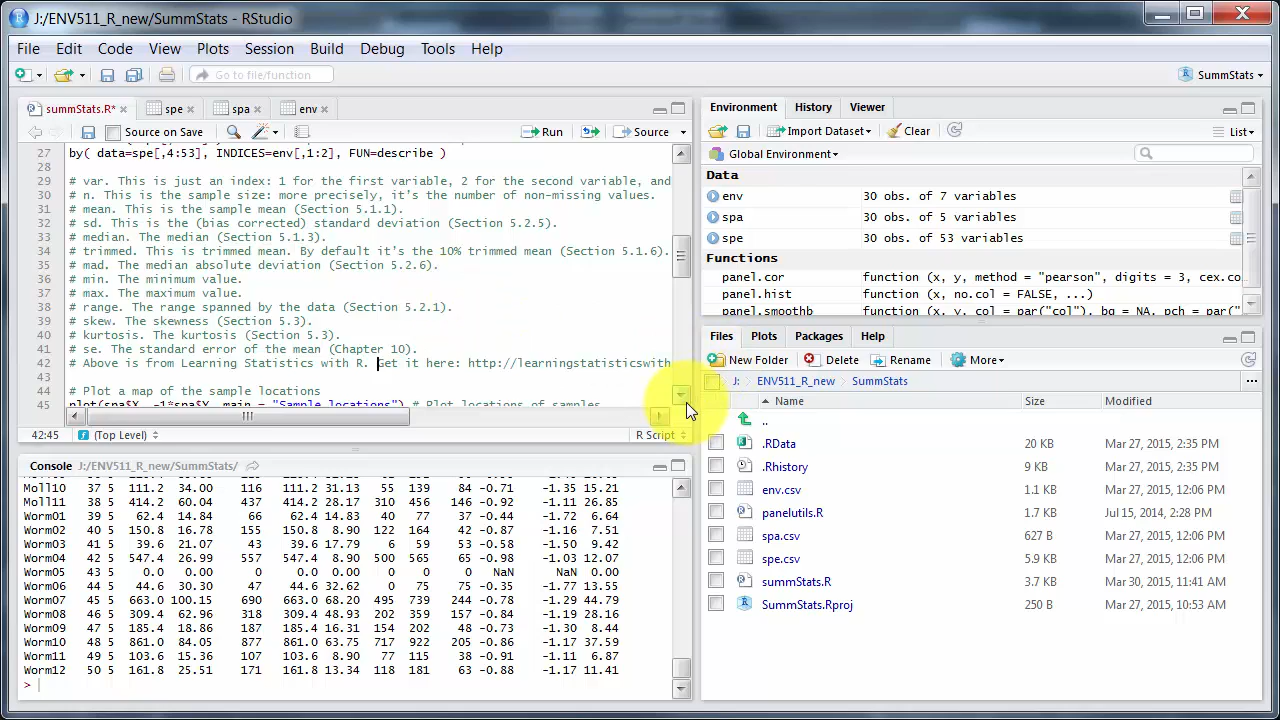 J:/ENV511_R_new/SummStats - RStudio
File Edit Code View Plots Session Build Debug Tools Help
Go to file/function
SummStats
summStats.R* spe spa env
Source on Save Run Source
27 by( data=spe[,4:53], INDICES=env[,1:2], FUN=describe )
28
29 # var. This is just an index: 1 for the first variable, 2 for the second variable, and
30 # n. This is the sample size: more precisely, it's the number of non-missing values.
31 # mean. This is the sample mean (Section 5.1.1).
32 # sd. This is the (bias corrected) standard deviation (Section 5.2.5).
33 # median. The median (Section 5.1.3).
34 # trimmed. This is trimmed mean. By default it's the 10% trimmed mean (Section 5.1.6).
35 # mad. The median absolute deviation (Section 5.2.6).
36 # min. The minimum value.
37 # max. The maximum value.
38 # range. The range spanned by the data (Section 5.2.1).
39 # skew. The skewness (Section 5.3).
40 # kurtosis. The kurtosis (Section 5.3).
41 # se. The standard error of the mean (Chapter 10).
42 # Above is from Learning Statistics with R. Get it here: http://learningstatisticswith
43
44 # Plot a map of the sample locations
45 plot(spa$X, -1*spa$Y, main = "Sample locations") # Plot locations of samples
42:45 (Top Level) R Script
Console J:/ENV511_R_new/SummStats/
Moll10 37 5 111.2 34.00 116 111.2 31.13 55 139 84 -0.71 -1.35 15.21
Moll11 38 5 414.2 60.04 437 414.2 28.17 310 456 146 -0.92 -1.11 26.85
Worm01 39 5 62.4 14.84 66 62.4 14.83 40 77 37 -0.44 -1.72 6.64
Worm02 40 5 150.8 16.78 155 150.8 8.90 122 164 42 -0.87 -1.16 7.51
Worm03 41 5 39.6 21.07 43 39.6 17.79 6 59 53 -0.58 -1.50 9.42
Worm04 42 5 547.4 26.99 557 547.4 8.90 500 565 65 -0.98 -1.03 12.07
Worm05 43 5 0.0 0.00 0 0.0 0.00 0 0 0 NaN NaN 0.00
Worm06 44 5 44.6 30.30 47 44.6 32.62 0 75 75 -0.35 -1.77 13.55
Worm07 45 5 663.0 100.15 690 663.0 68.20 495 739 244 -0.78 -1.29 44.79
Worm08 46 5 309.4 62.96 318 309.4 48.93 202 359 157 -0.84 -1.19 28.16
Worm09 47 5 185.4 18.86 187 185.4 16.31 154 202 48 -0.73 -1.30 8.44
Worm10 48 5 861.0 84.05 877 861.0 63.75 717 922 205 -0.86 -1.17 37.59
Worm11 49 5 103.6 15.36 107 103.6 8.90 77 115 38 -0.91 -1.11 6.87
Worm12 50 5 161.8 25.51 171 161.8 13.34 118 181 63 -0.88 -1.17 11.41
>
Environment History Viewer
Import Dataset Clear List
Global Environment
Data
env 30 obs. of 7 variables
spa 30 obs. of 5 variables
spe 30 obs. of 53 variables
Functions
panel.cor function (x, y, method = "pearson", digits = 3, cex.co
panel.hist function (x, no.col = FALSE, ...)
panel.smoothb function (x, y, col = par("col"), bg = NA, pch = par("
Files Plots Packages Help
New Folder Delete Rename More
J: ENV511_R_new SummStats ...
Name Size Modified
..
.RData 20 KB Mar 27, 2015, 2:35 PM
.Rhistory 9 KB Mar 27, 2015, 2:35 PM
env.csv 1.1 KB Mar 27, 2015, 12:06 PM
panelutils.R 1.7 KB Jul 15, 2014, 2:28 PM
spa.csv 627 B Mar 27, 2015, 12:06 PM
spe.csv 5.9 KB Mar 27, 2015, 12:06 PM
summStats.R 3.7 KB Mar 30, 2015, 11:41 AM
SummStats.Rproj 250 B Mar 27, 2015, 10:53 AM